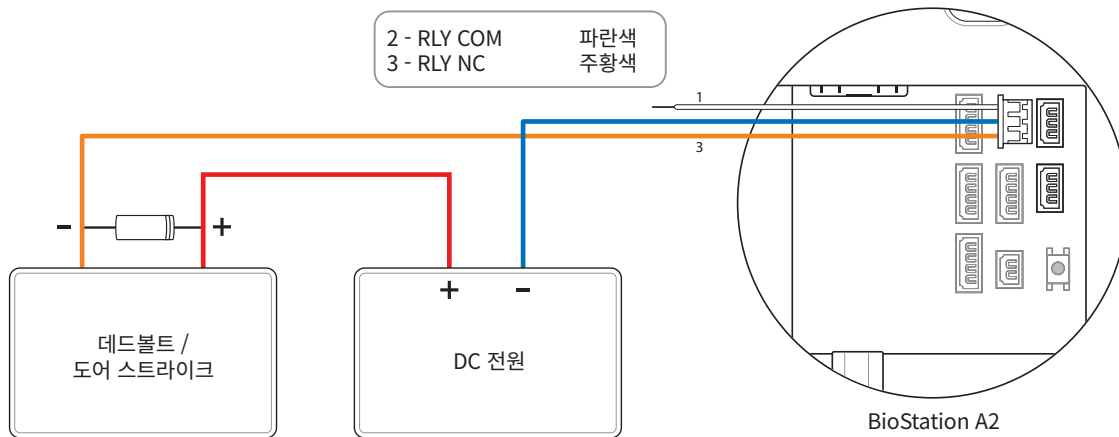 2 - RLY COM 파란색
3 - RLY NC 주황색
1
3
- +
+ -
데드볼트 /
도어 스트라이크
DC 전원
BioStation A2